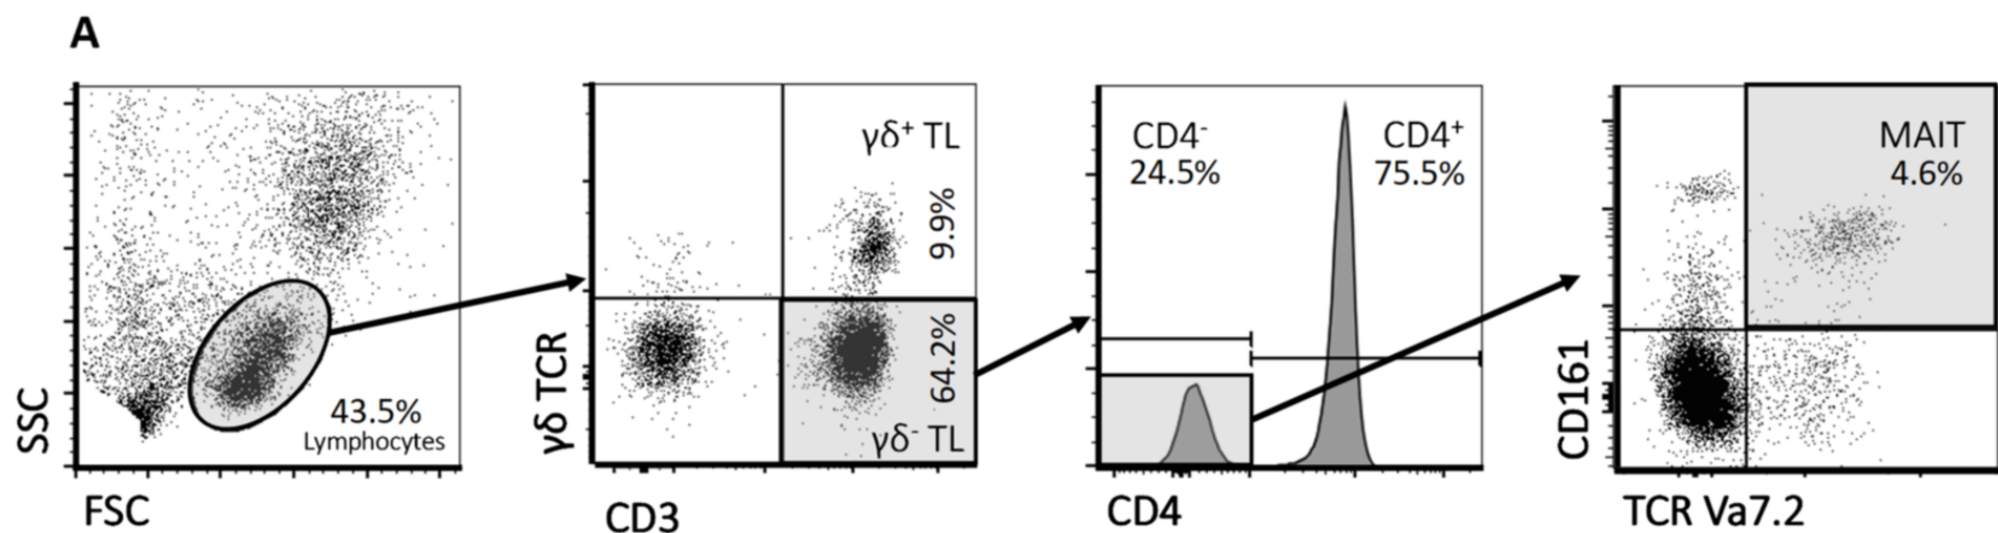 A
SSC
43.5%
Lymphocytes
FSC
γδ TCR
γδ⁺ TL
9.9%
64.2%
γδ⁻ TL
CD3
CD4⁻
24.5%
CD4⁺
75.5%
CD4
CD161
MAIT
4.6%
TCR Va7.2